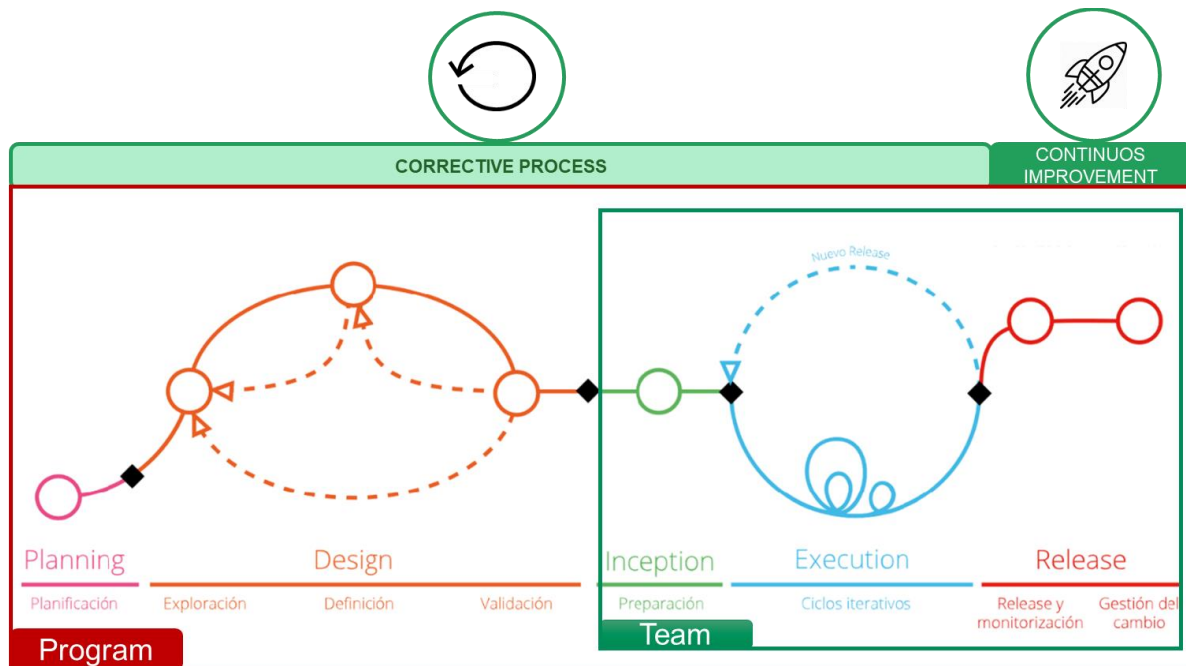 CORRECTIVE PROCESS
CONTINUOS
IMPROVEMENT
Nuevo Release
Planning
Design
Inception
Execution
Release
Planificación
Exploración
Definición
Validación
Preparación
Ciclos iterativos
Release y
monitorización
Gestión del
cambio
Program
Team